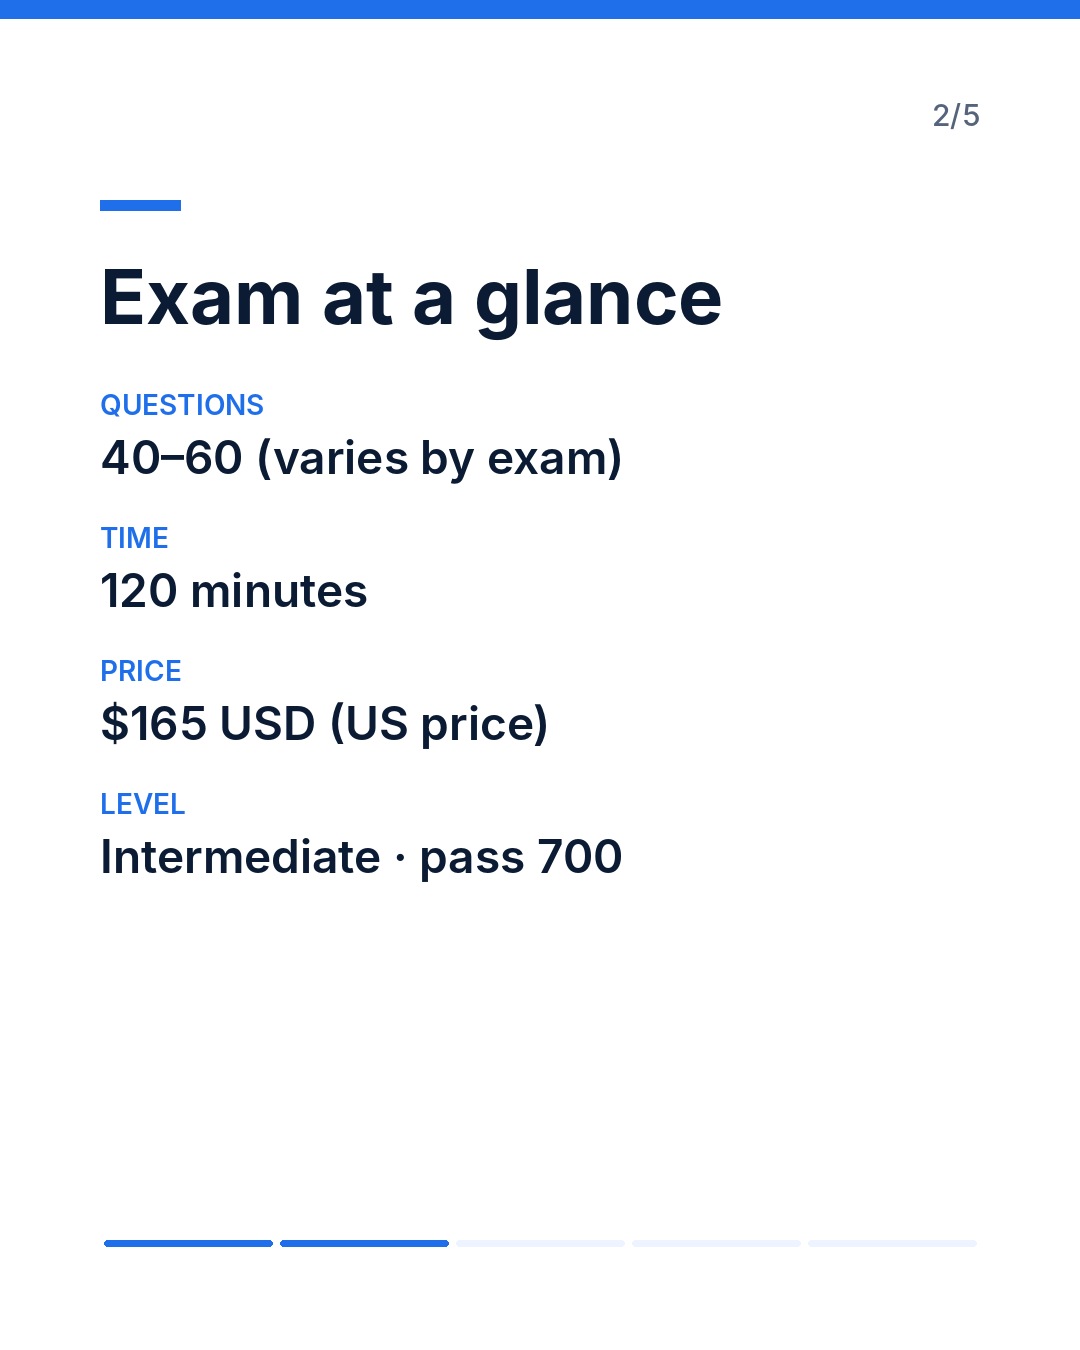 2/5
Exam at a glance
QUESTIONS
40–60 (varies by exam)
TIME
120 minutes
PRICE
$165 USD (US price)
LEVEL
Intermediate · pass 700